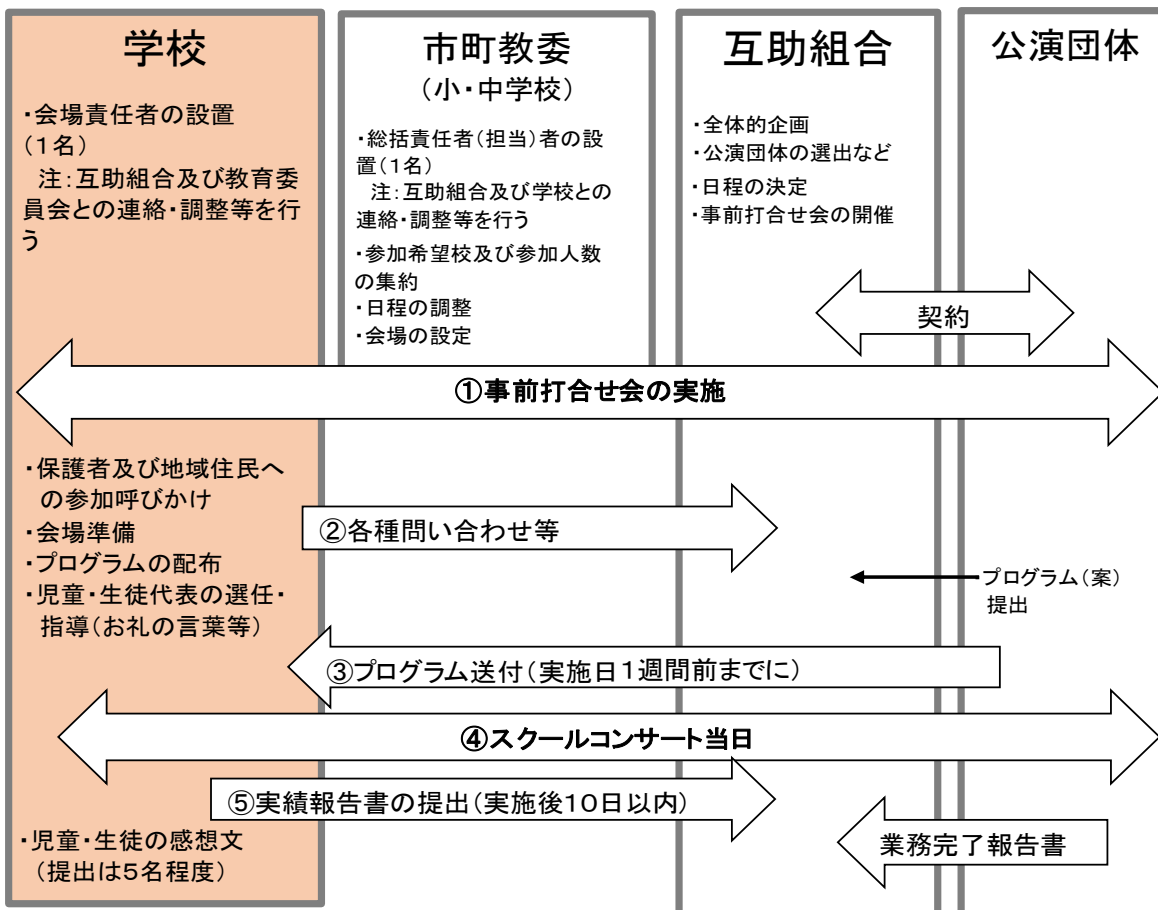 学校
・会場責任者の設置
(1名)
注:互助組合及び教育委
員会との連絡・調整等を行
う
市町教委
(小・中学校)
・総括責任者(担当)者の設
置(1名)
注:互助組合及び学校との
連絡・調整等を行う
・参加希望校及び参加人数
の集約
・日程の調整
・会場の設定
互助組合
・全体的企画
・公演団体の選出など
・日程の決定
・事前打合せ会の開催
公演団体
契約
①事前打合せ会の実施
・保護者及び地域住民へ
の参加呼びかけ
・会場準備
・プログラムの配布
・児童・生徒代表の選任・
指導(お礼の言葉等)
②各種問い合わせ等
プログラム(案)
提出
③プログラム送付(実施日1週間前までに)
④スクールコンサート当日
⑤実績報告書の提出(実施後10日以内)
・児童・生徒の感想文
(提出は5名程度)
業務完了報告書